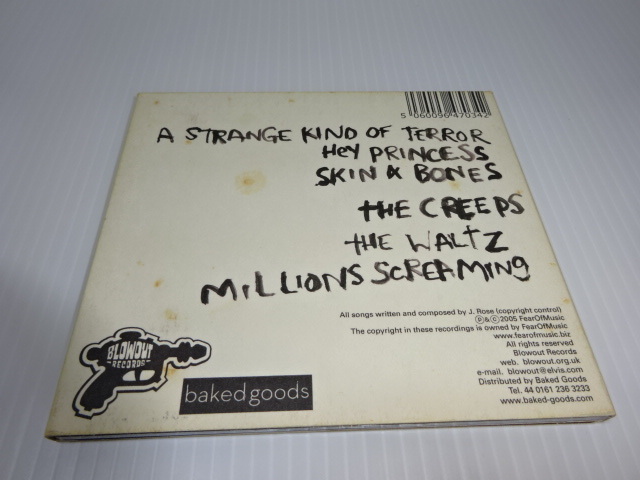 5 060096 470342
A STRANGE KIND OF TERROR
HEY PRINCESS
SKIN & BONES
THE CREEPS
THE WALTZ
MILLIONS SCREAMING
All songs written and composed by J. Rose (copyright control)
Ⓟ&© 2005 FearOfMusic
The copyright in these recordings is owned by FearOfMusic
www.fearofmusic.biz
All rights reserved
Blowout Records
web. blowout.org.uk
e-mail. blowout@elvis.com
Distributed by Baked Goods
Tel. 44 0161 236 3233
www.baked-goods.com
BLOWOUT
RECORDS
baked goods